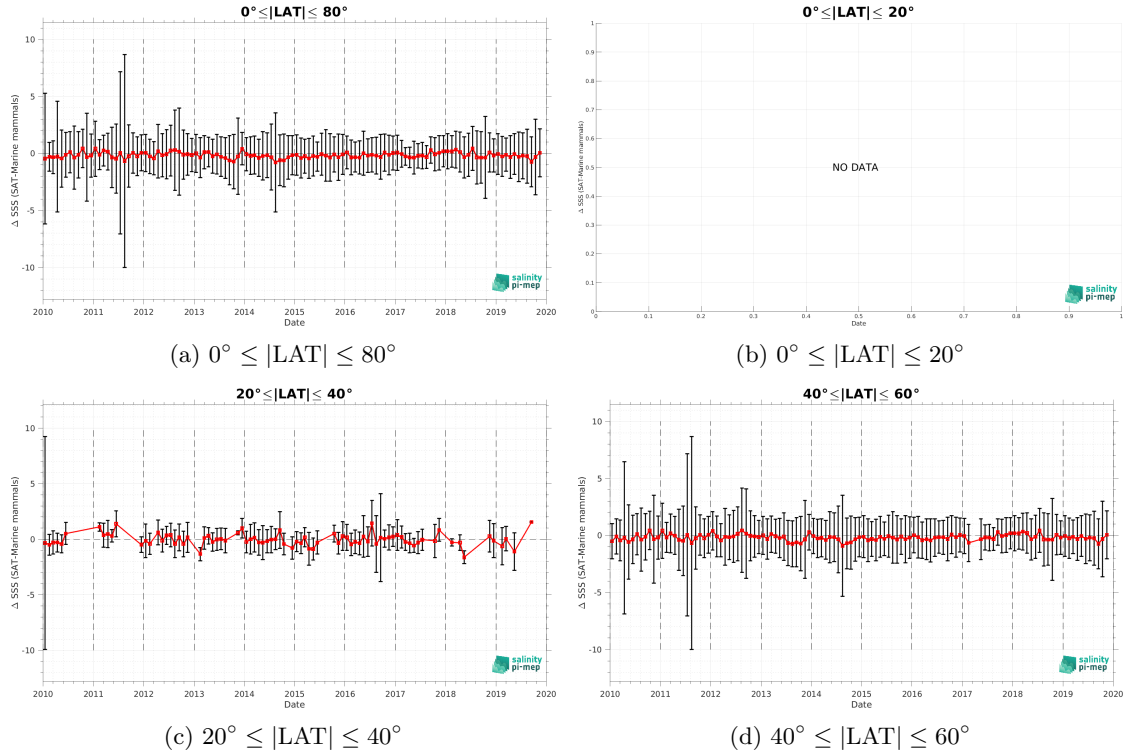 0°≤|LAT|≤ 80°
10
5
0
-5
-10
Δ SSS (SAT-Marine mammals)
2010 2011 2012 2013 2014 2015 2016 2017 2018 2019 2020
Date
salinity
pi-mep
(a) 0° ≤ |LAT| ≤ 80°
0°≤|LAT|≤ 20°
1
0.9
0.8
0.7
0.6
0.5
0.4
0.3
0.2
0.1
0
Δ SSS (SAT-Marine mammals)
NO DATA
0 0.1 0.2 0.3 0.4 0.5 0.6 0.7 0.8 0.9 1
Date
salinity
pi-mep
(b) 0° ≤ |LAT| ≤ 20°
20°≤|LAT|≤ 40°
10
5
0
-5
-10
Δ SSS (SAT-Marine mammals)
2010 2011 2012 2013 2014 2015 2016 2017 2018 2019 2020
Date
salinity
pi-mep
(c) 20° ≤ |LAT| ≤ 40°
40°≤|LAT|≤ 60°
10
5
0
-5
-10
Δ SSS (SAT-Marine mammals)
2010 2011 2012 2013 2014 2015 2016 2017 2018 2019 2020
Date
salinity
pi-mep
(d) 40° ≤ |LAT| ≤ 60°